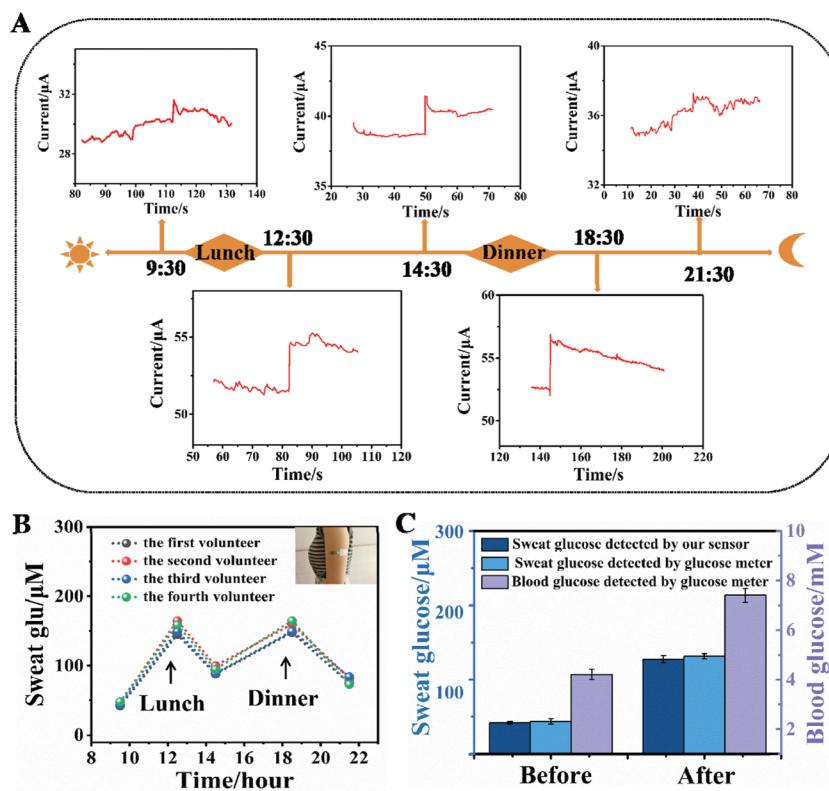 A
Current/μA
32
30
28
80 90 100 110 120 130 140
Time/s
Current/μA
45
40
35
20 30 40 50 60 70 80
Time/s
Current/μA
40
36
32
0 10 20 30 40 50 60 70 80
Time/s
9:30
Lunch
12:30
14:30
Dinner
18:30
21:30
Current/μA
55
50
50 60 70 80 90 100 110 120
Time/s
Current/μA
60
55
50
120 140 160 180 200 220
Time/s
B
Sweat glu/μM
300
150
100
0
the first volunteer
the second volunteer
the third volunteer
the fourth volunteer
Lunch
Dinner
8 10 12 14 16 18 20 22
Time/hour
C
Sweat glucose/μM
300
200
150
100
Sweat glucose detected by our sensor
Sweat glucose detected by glucose meter
Blood glucose detected by glucose meter
Before
After
10
8
6
4
2
Blood glucose/mM